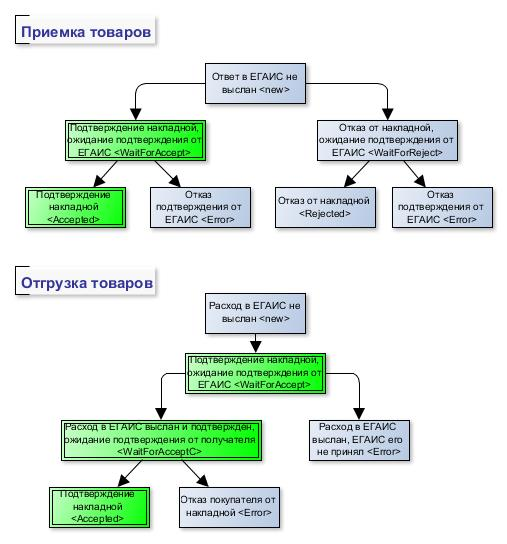 Приемка товаров
Ответ в ЕГАИС не
выслан <new>
Подтверждение накладной,
ожидание подтверждения от
ЕГАИС <WaitForAccept>
Отказ от накладной,
ожидание подтверждения от
ЕГАИС <WaitForReject>
Подтверждение
накладной
<Accepted>
Отказ
подтверждения от
ЕГАИС <Error>
Отказ от накладной
<Rejected>
Отказ
подтверждения от
ЕГАИС <Error>
Отгрузка товаров
Расход в ЕГАИС не
выслан <new>
Подтверждение накладной,
ожидание подтверждения от
ЕГАИС <WaitForAccept>
Расход в ЕГАИС выслан и подтвержден,
ожидание подтверждения от получателя
<WaitForAcceptC>
Расход в ЕГАИС
выслан, ЕГАИС его
не принял <Error>
Подтверждение
накладной
<Accepted>
Отказ покупателя от
накладной <Error>